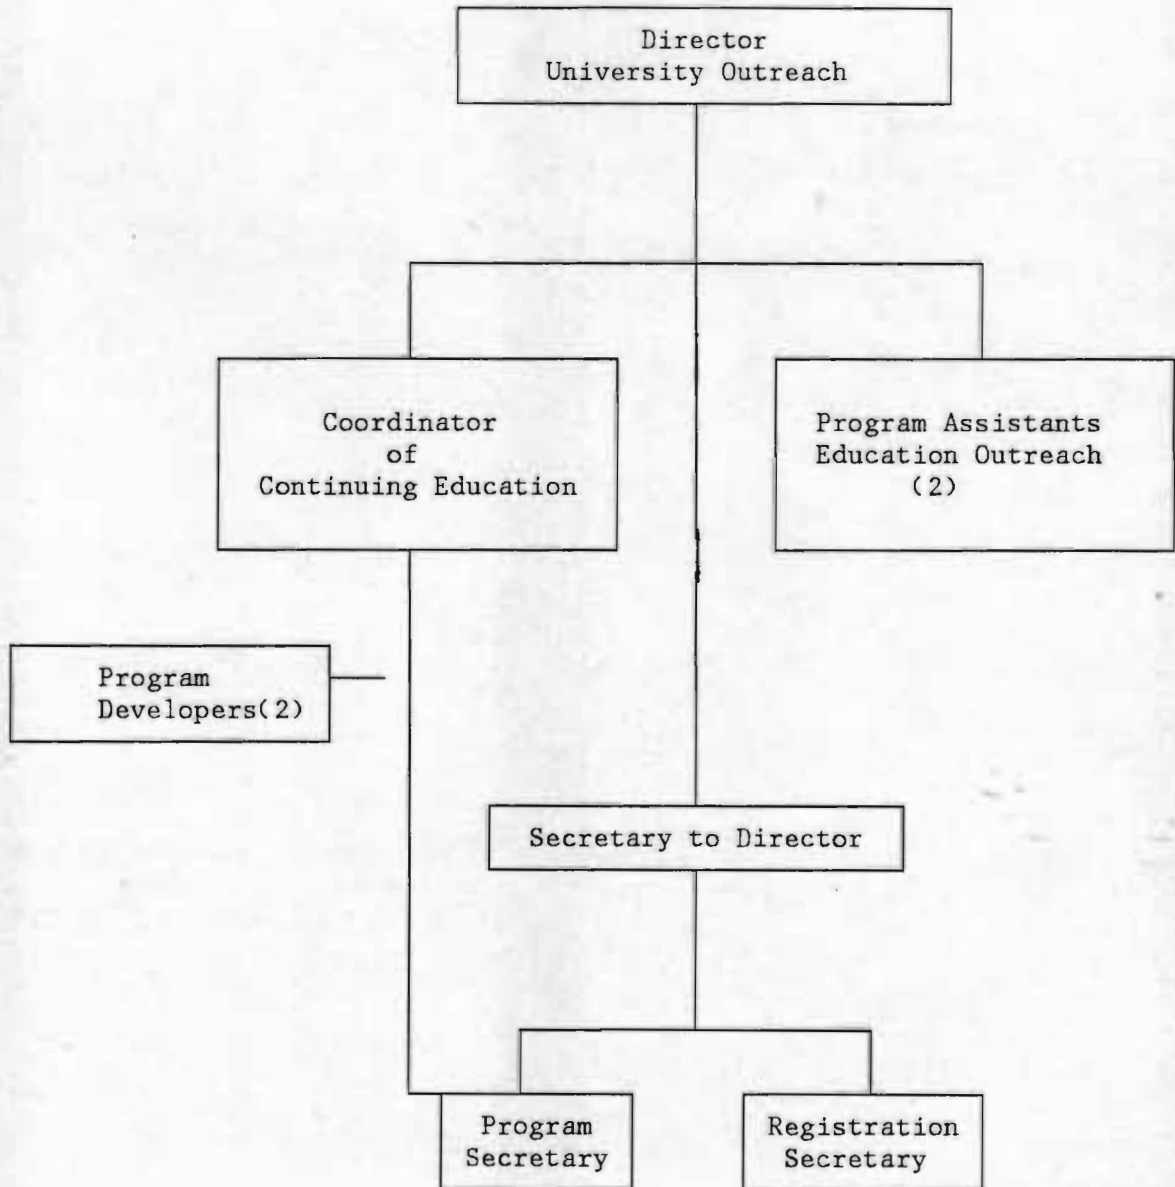 Director
University Outreach
Coordinator
of
Continuing Education
Program Assistants
Education Outreach
(2)
Program
Developers(2)
Secretary to Director
Program
Secretary
Registration
Secretary